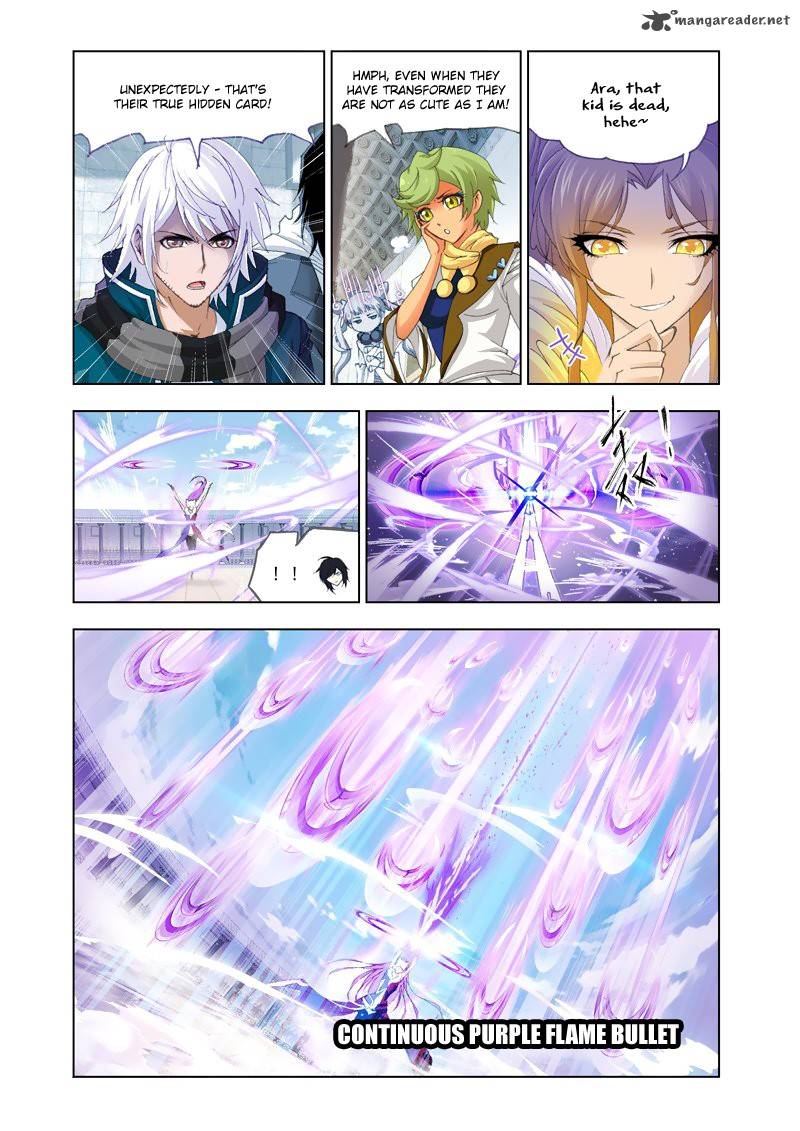 mangareader.net
UNEXPECTEDLY - THAT'S
THEIR TRUE HIDDEN CARD!
HMPH, EVEN WHEN THEY
HAVE TRANSFORMED THEY
ARE NOT AS CUTE AS I AM!
Ara, that
kid is dead,
hehe~
! !
CONTINUOUS PURPLE FLAME BULLET